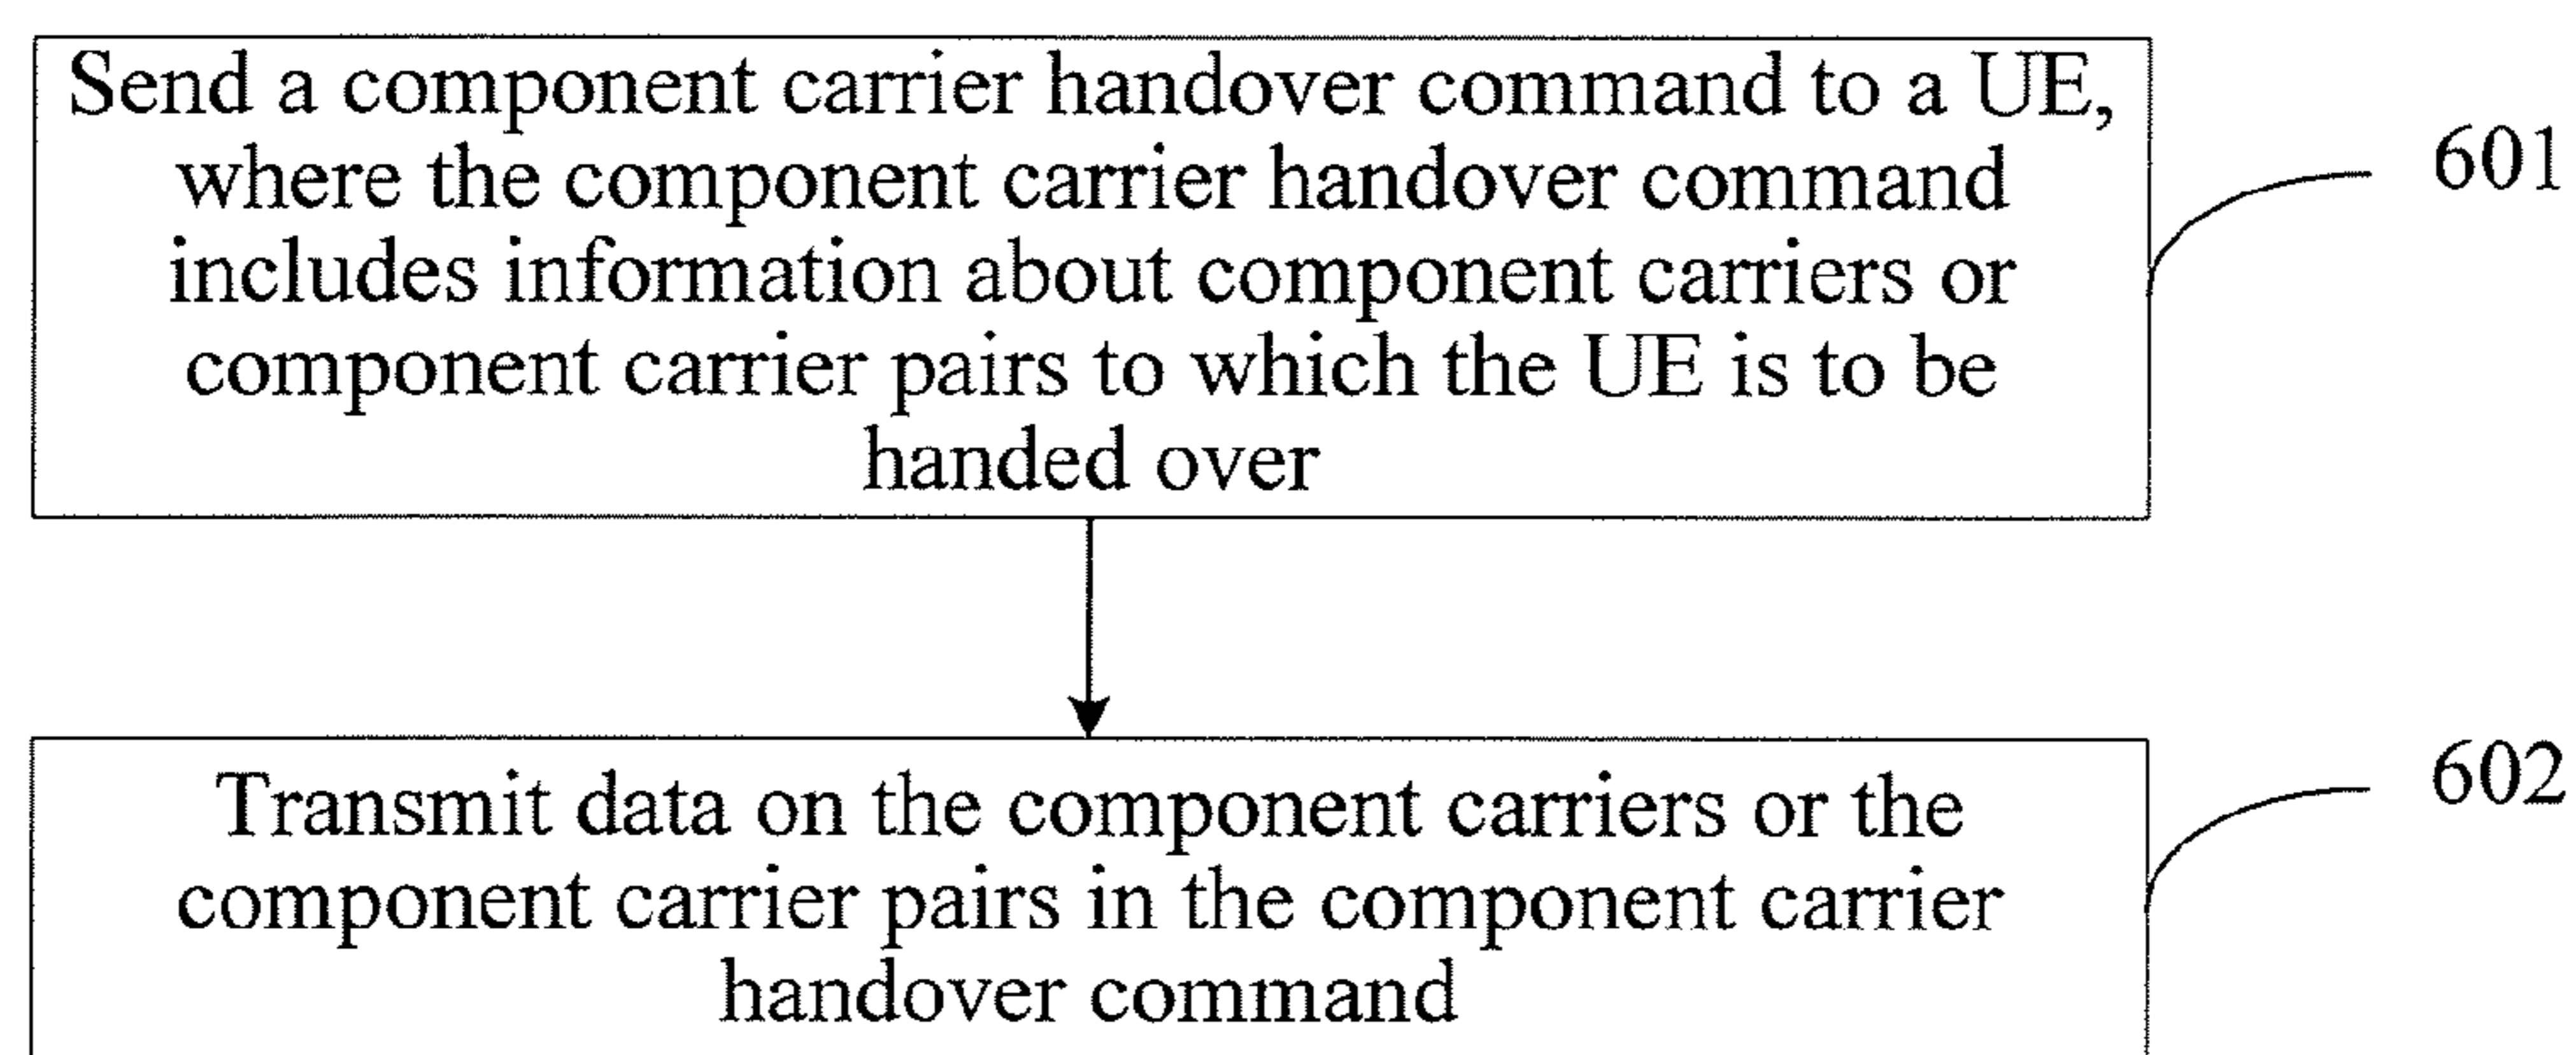 Send a component carrier handover command to a UE,
where the component carrier handover command
includes information about component carriers or
component carrier pairs to which the UE is to be
handed over
601
Transmit data on the component carriers or the
component carrier pairs in the component carrier
handover command
602